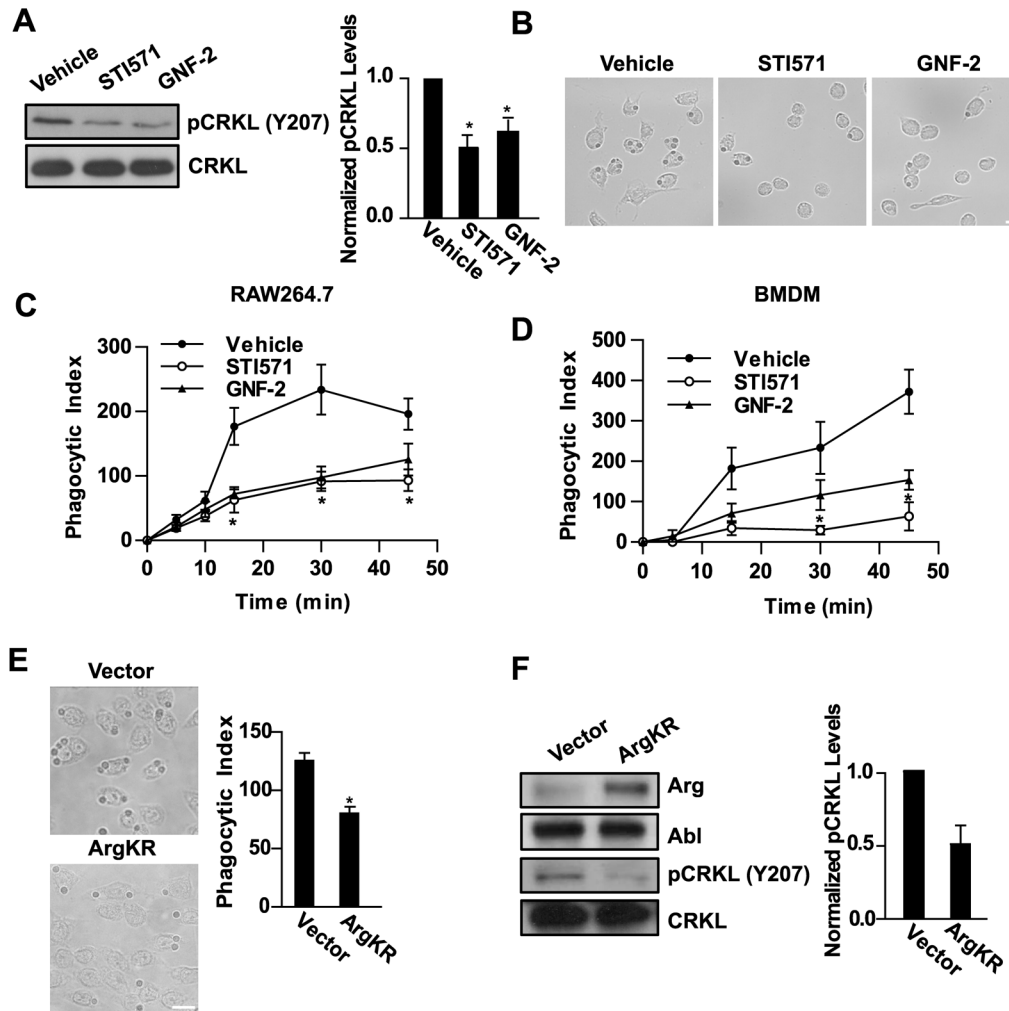 A
Vehicle
STI571
GNF-2
pCRKL (Y207)
CRKL
Normalized pCRKL Levels
1.0
0.5
0.0
*
*
Vehicle
STI571
GNF-2
B
Vehicle
STI571
GNF-2
C
RAW264.7
Phagocytic Index
300
200
100
0
Vehicle
STI571
GNF-2
*
*
*
0
10
20
30
40
50
Time (min)
D
BMDM
Phagocytic Index
500
400
300
200
100
0
Vehicle
STI571
GNF-2
*
*
0
10
20
30
40
50
Time (min)
E
Vector
ArgKR
Phagocytic Index
150
100
50
0
*
Vector
ArgKR
F
Vector
ArgKR
Arg
Abl
pCRKL (Y207)
CRKL
Normalized pCRKL Levels
1.0
0.5
0.0
Vector
ArgKR